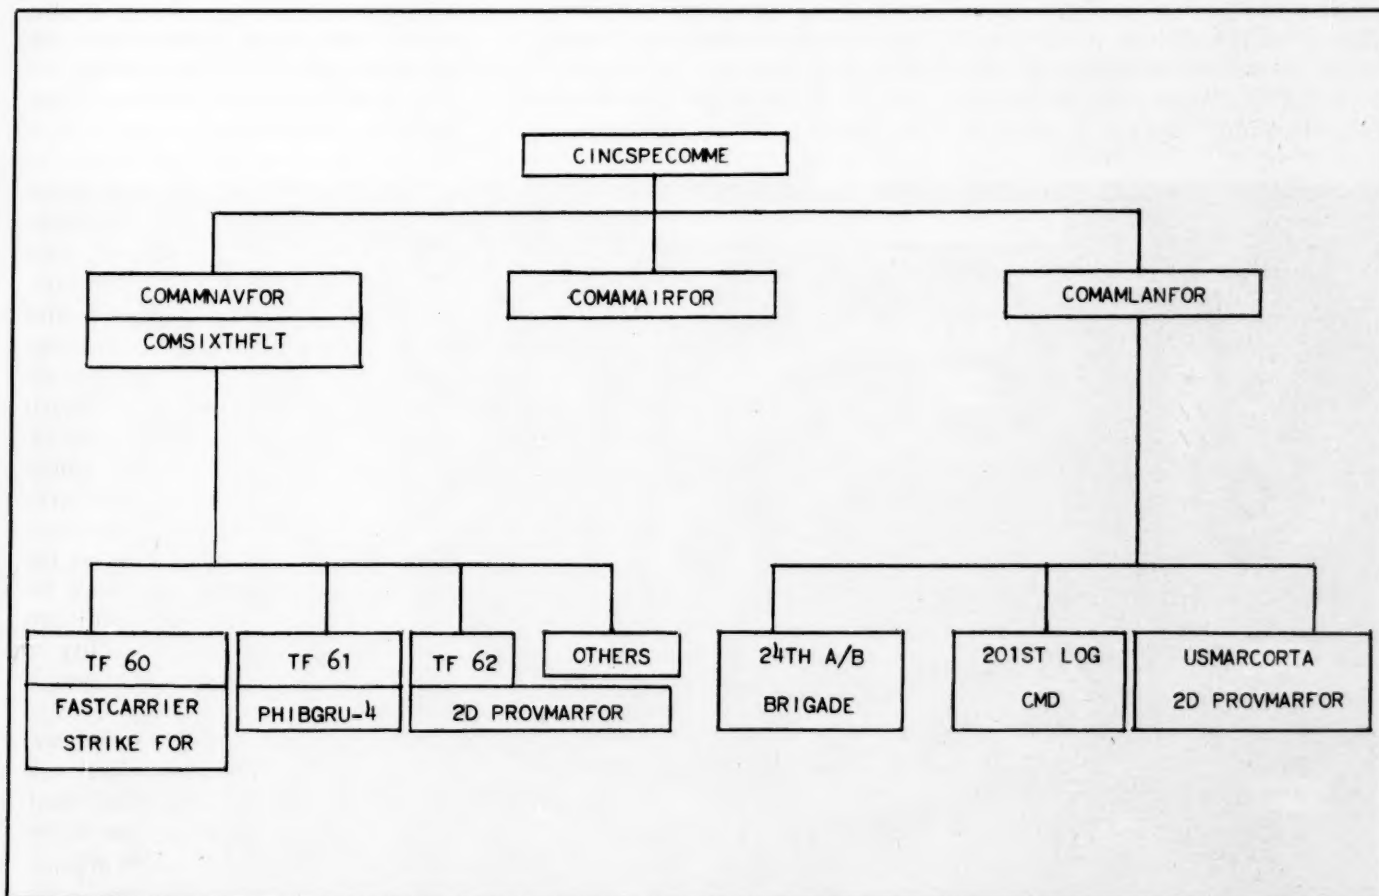 CINCSPECOMME
COMAMNAVFOR
COMSIXTHFLT
COMAMAIRFOR
COMAMLANFOR
TF 60
FASTCARRIER
STRIKE FOR
TF 61
PHIBGRU-4
TF 62
2D PROVMARFOR
OTHERS
24TH A/B
BRIGADE
201ST LOG
CMD
USMARCORTA
2D PROVMARFOR